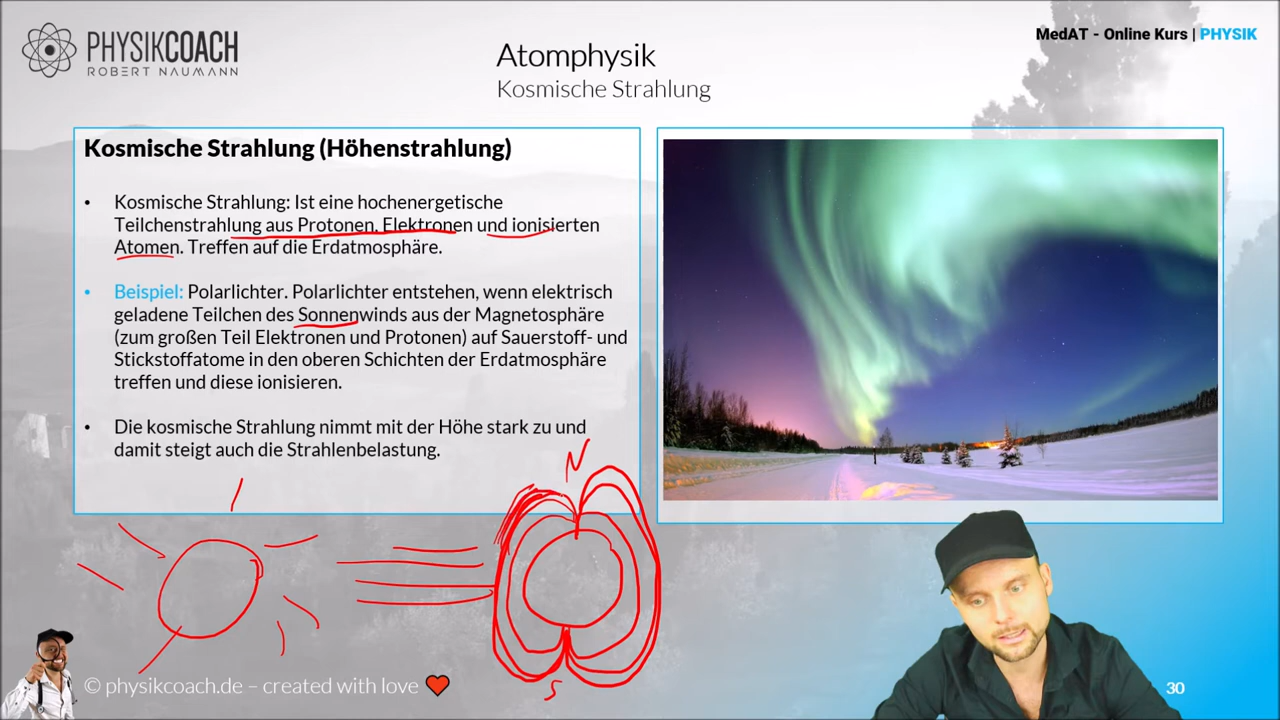 PHYSIKCOACH
ROBERT NAUMANN
MedAT - Online Kurs | PHYSIK
Atomphysik
Kosmische Strahlung
Kosmische Strahlung (Höhenstrahlung)
• Kosmische Strahlung: Ist eine hochenergetische
Teilchenstrahlung aus Protonen, Elektronen und ionisierten
Atomen. Treffen auf die Erdatmosphäre.
• Beispiel: Polarlichter. Polarlichter entstehen, wenn elektrisch
geladene Teilchen des Sonnenwinds aus der Magnetosphäre
(zum großen Teil Elektronen und Protonen) auf Sauerstoff- und
Stickstoffatome in den oberen Schichten der Erdatmosphäre
treffen und diese ionisieren.
• Die kosmische Strahlung nimmt mit der Höhe stark zu und
damit steigt auch die Strahlenbelastung.
N
S
© physikcoach.de – created with love
30